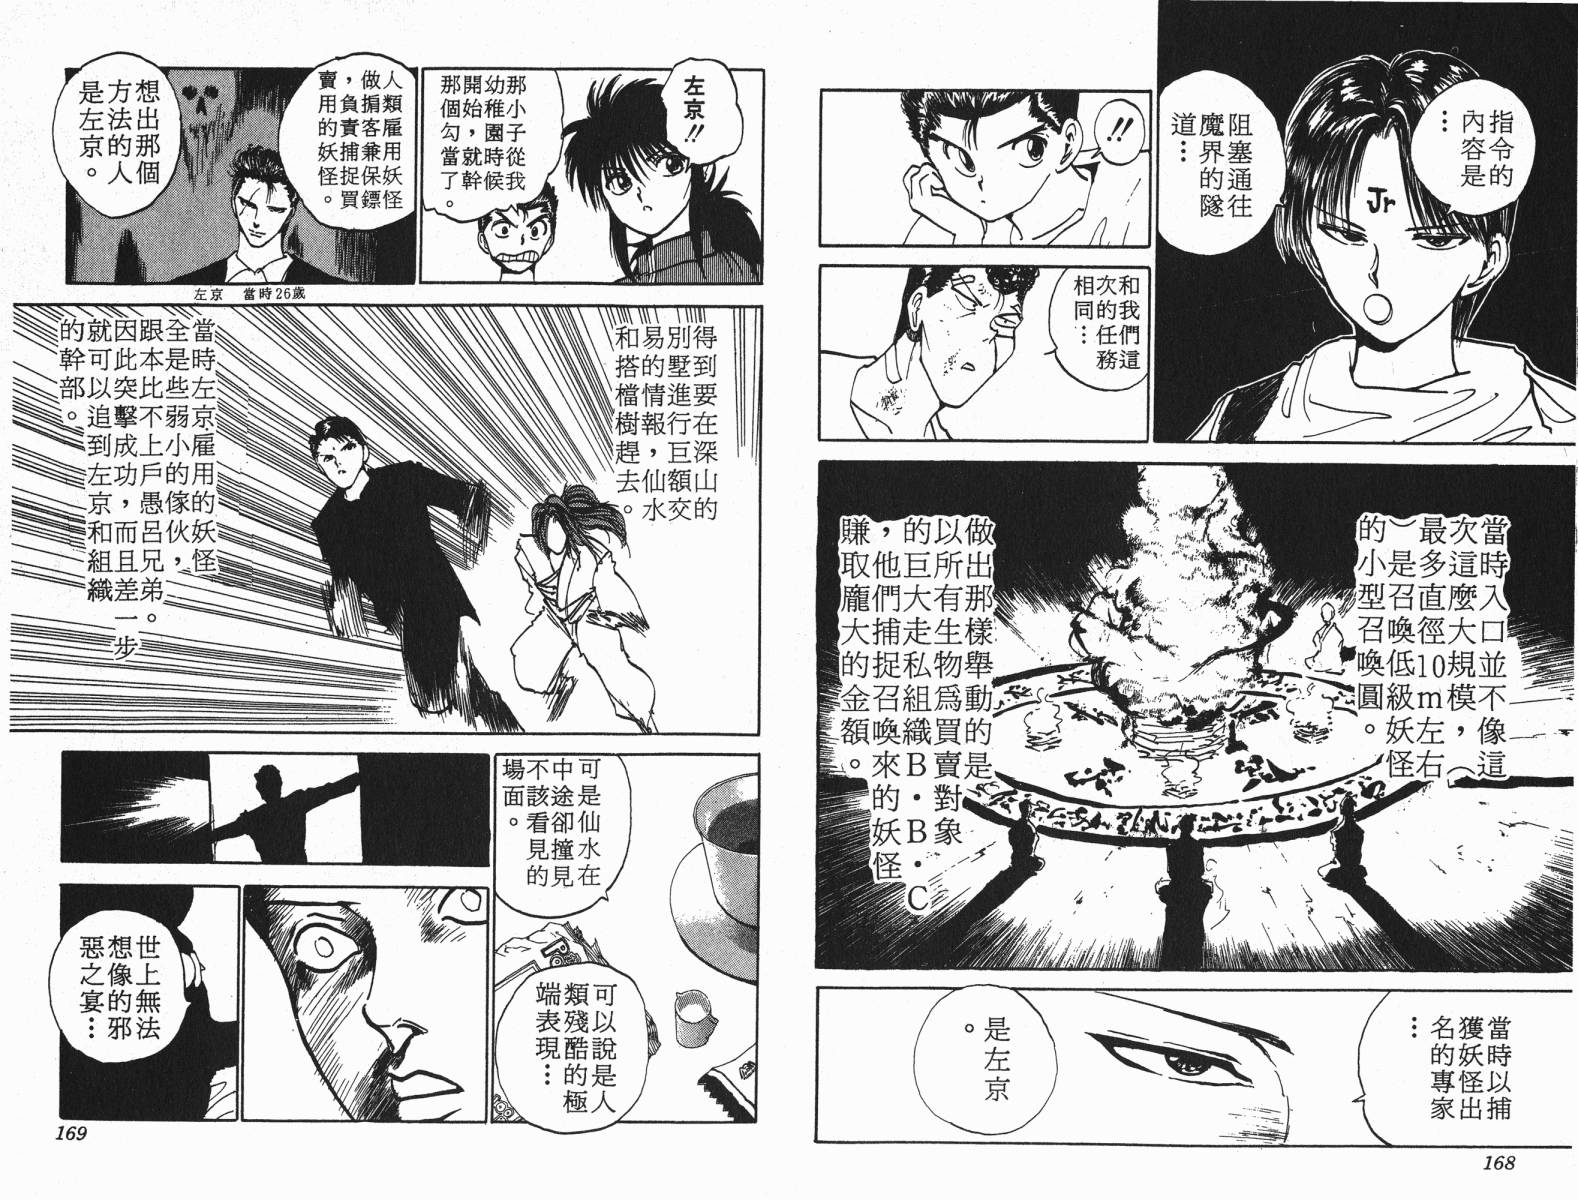 指令的
內容是
⋯
阻塞通往
魔界的隧
道⋯
Jr
!!
和我們這
次的任務
相同⋯
當時入口並不像這
次這麼大規模，（
最多直徑10m左右
）是召喚低級妖怪
的小型召喚圓。
做出那樣舉動的是
以所有生物爲買賣對象
的巨大走私組織B・B・C
，他們捕捉召喚來的妖怪
賺取龐大的金額。
當時以捕
獲妖怪出
名的專家
⋯
是左京
。
168
左京!!
那小子從我
幼稚園時候
開始，就幹
那個勾當了
。
人類雇用妖怪
做掮客兼保鏢
，負責捕捉買
賣用的妖怪。
想出那個
方法的人
是左京。
左京　當時26歲
得到要在深山的
別墅進行巨額交
易的情報，仙水
和搭檔樹趕去。
當時左京雇用的妖怪
全是些弱小的傢伙，
跟本比不上戶愚呂兄弟。
因此突擊成功，而且差一步
就可以追到左京和組織
的幹部。
可是仙水在
中途卻撞見
不該看見的
場面。
可以說是人
類殘酷的極
端表現⋯
世上無法
想像的邪
惡之宴⋯
169